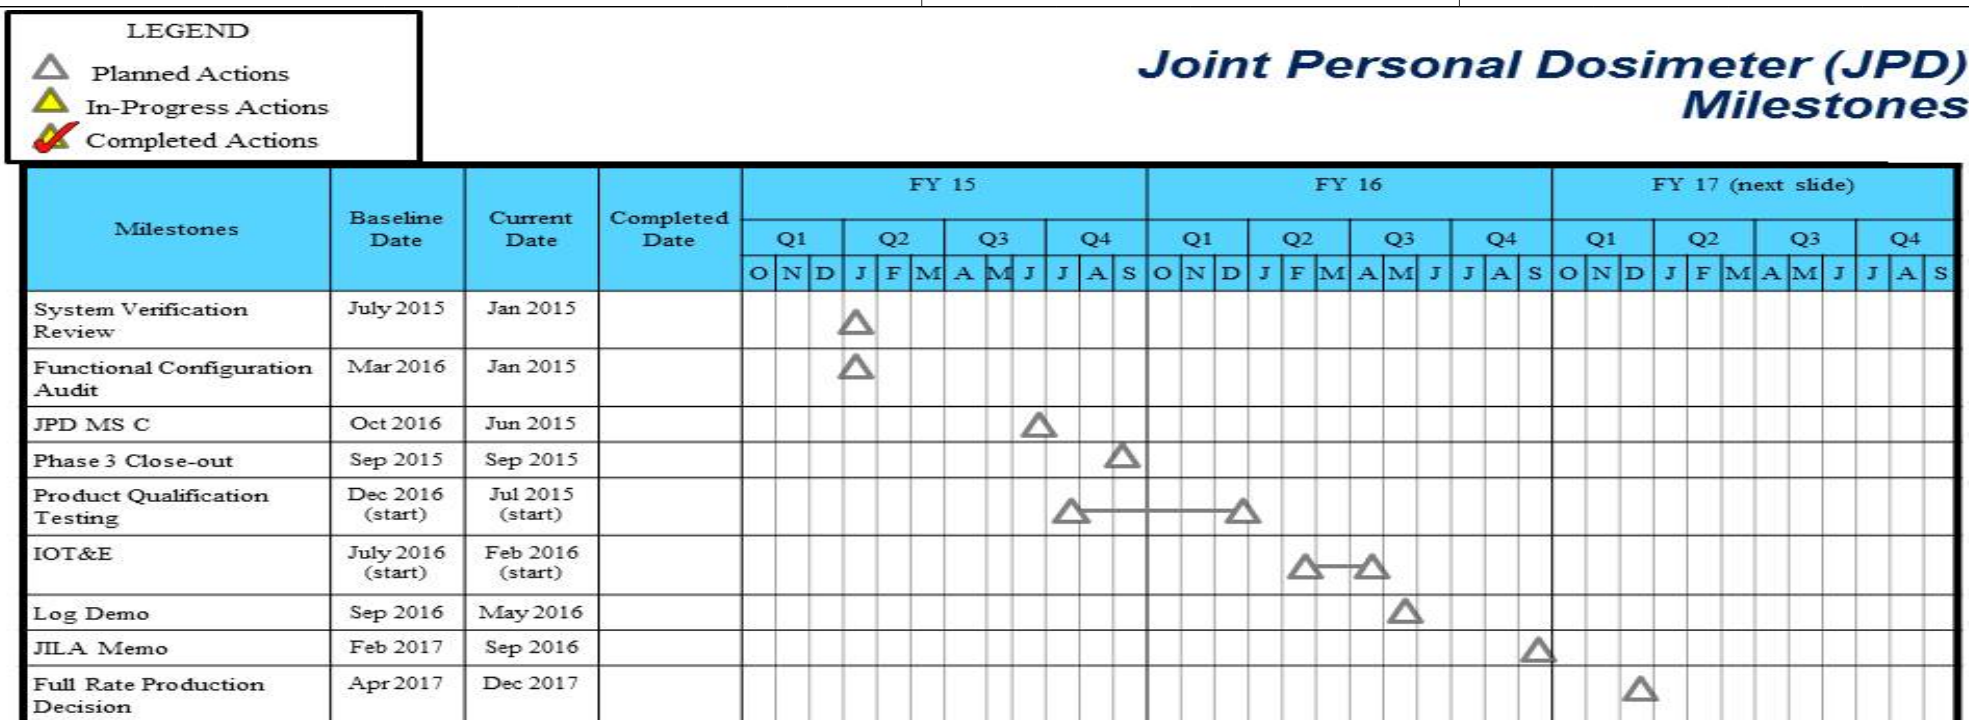 LEGEND
Planned Actions
In-Progress Actions
Completed Actions
Joint Personal Dosimeter (JPD)
Milestones
Milestones
Baseline
Date
Current
Date
Completed
Date
FY 15
FY 16
FY 17 (next slide)
Q1 Q2 Q3 Q4 Q1 Q2 Q3 Q4 Q1 Q2 Q3 Q4
O N D J F M A M J J A S O N D J F M A M J J A S O N D J F M A M J J A S
System Verification July 2015 Jan 2015
Review
Functional Configuration Mar 2016 Jan 2015
Audit
JPD MS C Oct 2016 Jun 2015
Phase 3 Close-out Sep 2015 Sep 2015
Product Qualification Dec 2016 Jul 2015
Testing (start) (start)
IOT&E July 2016 Feb 2016
(start) (start)
Log Demo Sep 2016 May 2016
JILA Memo Feb 2017 Sep 2016
Full Rate Production Apr 2017 Dec 2017
Decision